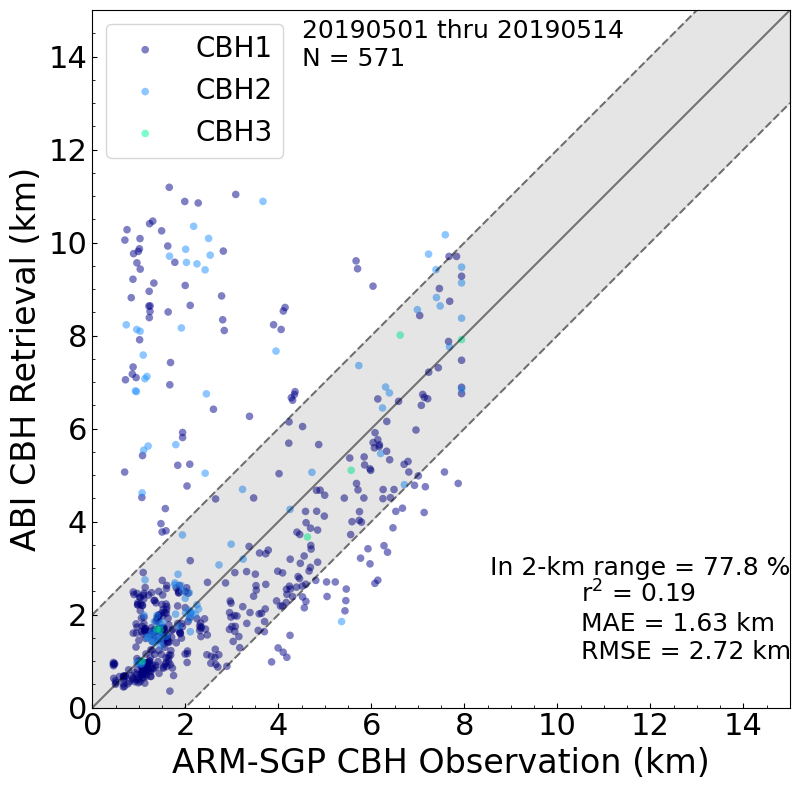 20190501 thru 20190514
N = 571
CBH1
CBH2
CBH3
ABI CBH Retrieval (km)
14
12
10
8
6
4
2
0
In 2-km range = 77.8 %
r² = 0.19
MAE = 1.63 km
RMSE = 2.72 km
0 2 4 6 8 10 12 14
ARM-SGP CBH Observation (km)